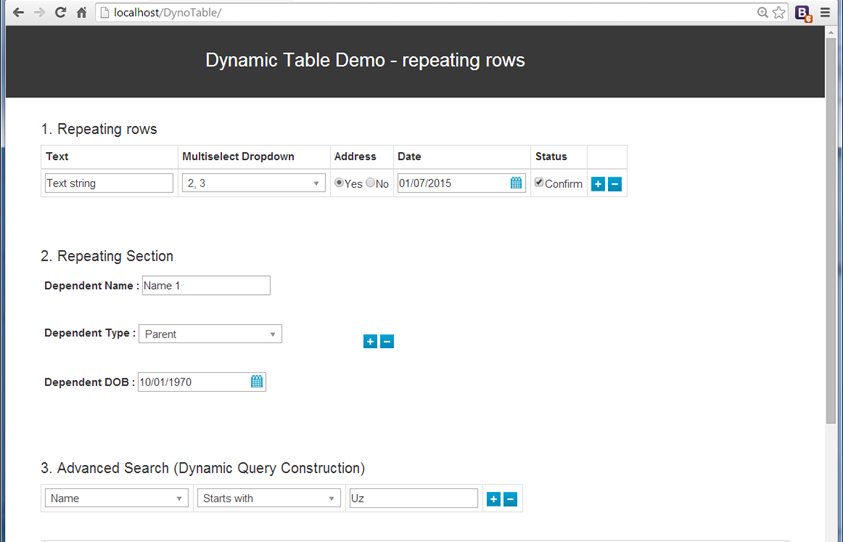 localhost/DynoTable/
B
Dynamic Table Demo - repeating rows
1. Repeating rows
Text Multiselect Dropdown Address Date Status
Text string 2, 3 Yes No 01/07/2015 Confirm + −
2. Repeating Section
Dependent Name : Name 1
Dependent Type : Parent + −
Dependent DOB : 10/01/1970
3. Advanced Search (Dynamic Query Construction)
Name Starts with Uz + −